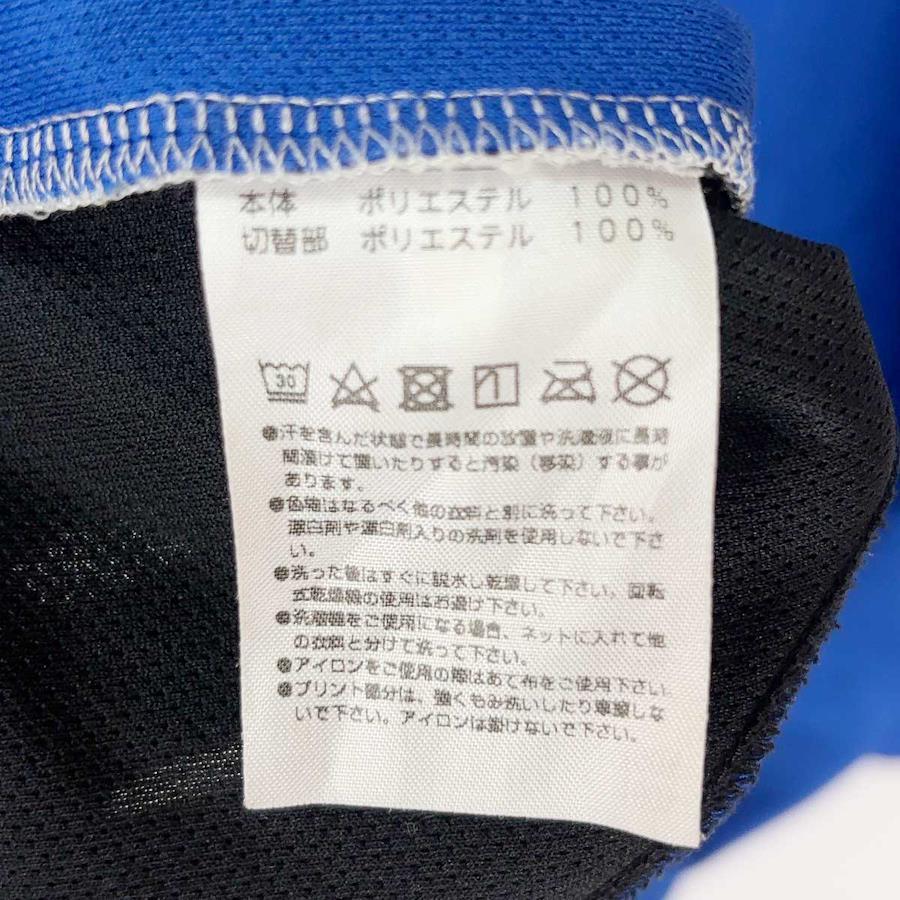 本体 ポリエステル 100%
切替部 ポリエステル 100%
30
●汗を含んだ状態で長時間の放置や洗濯液に長時
間漬けて置いたりすると汚染(移染)する事が
あります。
●色物はなるべく他の衣料と別に洗って下さい。
漂白剤や漂白剤入りの洗剤を使用しないで下さ
い。
●洗った後はすぐに脱水し乾燥して下さい。回転
式乾燥機の使用はお避け下さい。
●洗濯機をご使用になる場合、ネットに入れて他
の衣料と分けて洗って下さい。
●アイロンをご使用の際はあて布をご使用下さい
●プリント部分は、強くもみ洗いしたり摩擦しな
いで下さい。アイロンは掛けないで下さい。